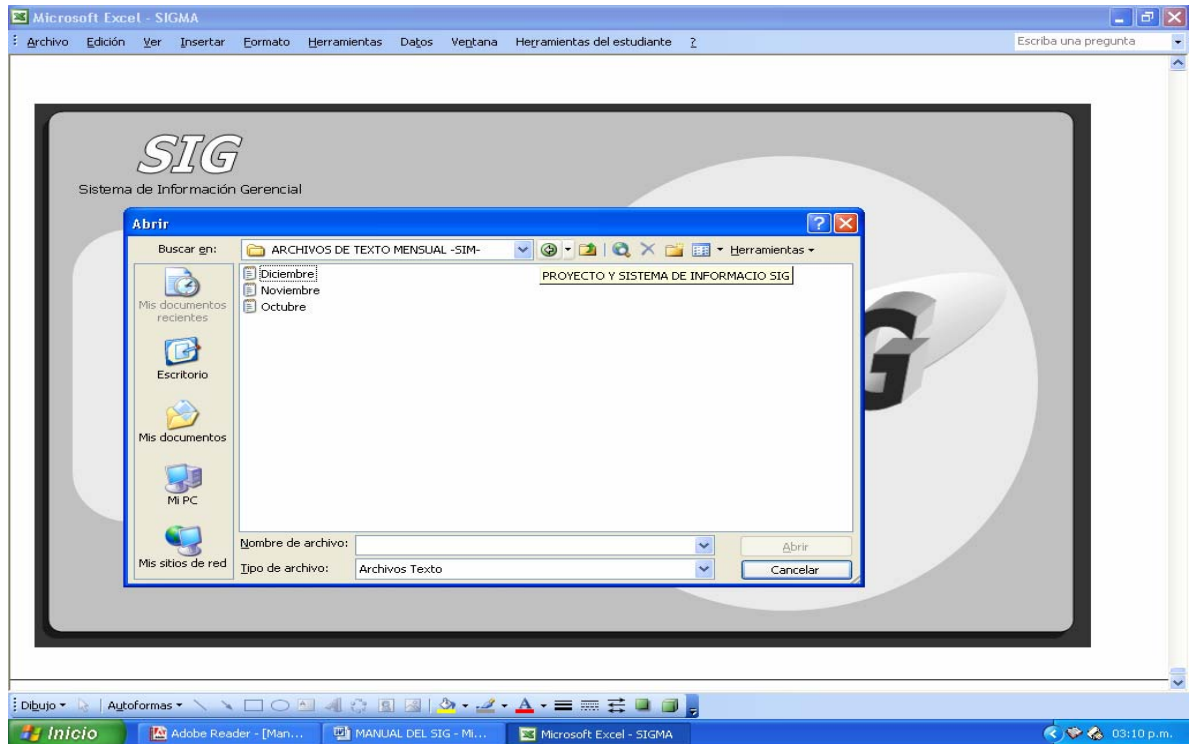 Microsoft Excel - SIGMA
Archivo Edición Ver Insertar Formato Herramientas Datos Ventana Herramientas del estudiante ? Escriba una pregunta
SIG
Sistema de Información Gerencial
Abrir
Buscar en: ARCHIVOS DE TEXTO MENSUAL -SIM- Herramientas
PROYECTO Y SISTEMA DE INFORMACIO SIG
Mis documentos recientes
Escritorio
Mis documentos
Mi PC
Mis sitios de red
Diciembre
Noviembre
Octubre
G
Nombre de archivo: Abrir
Tipo de archivo: Archivos Texto Cancelar
Dibujo Autoformas
Inicio Adobe Reader - [Man... MANUAL DEL SIG - Mi... Microsoft Excel - SIGMA 03:10 p.m.